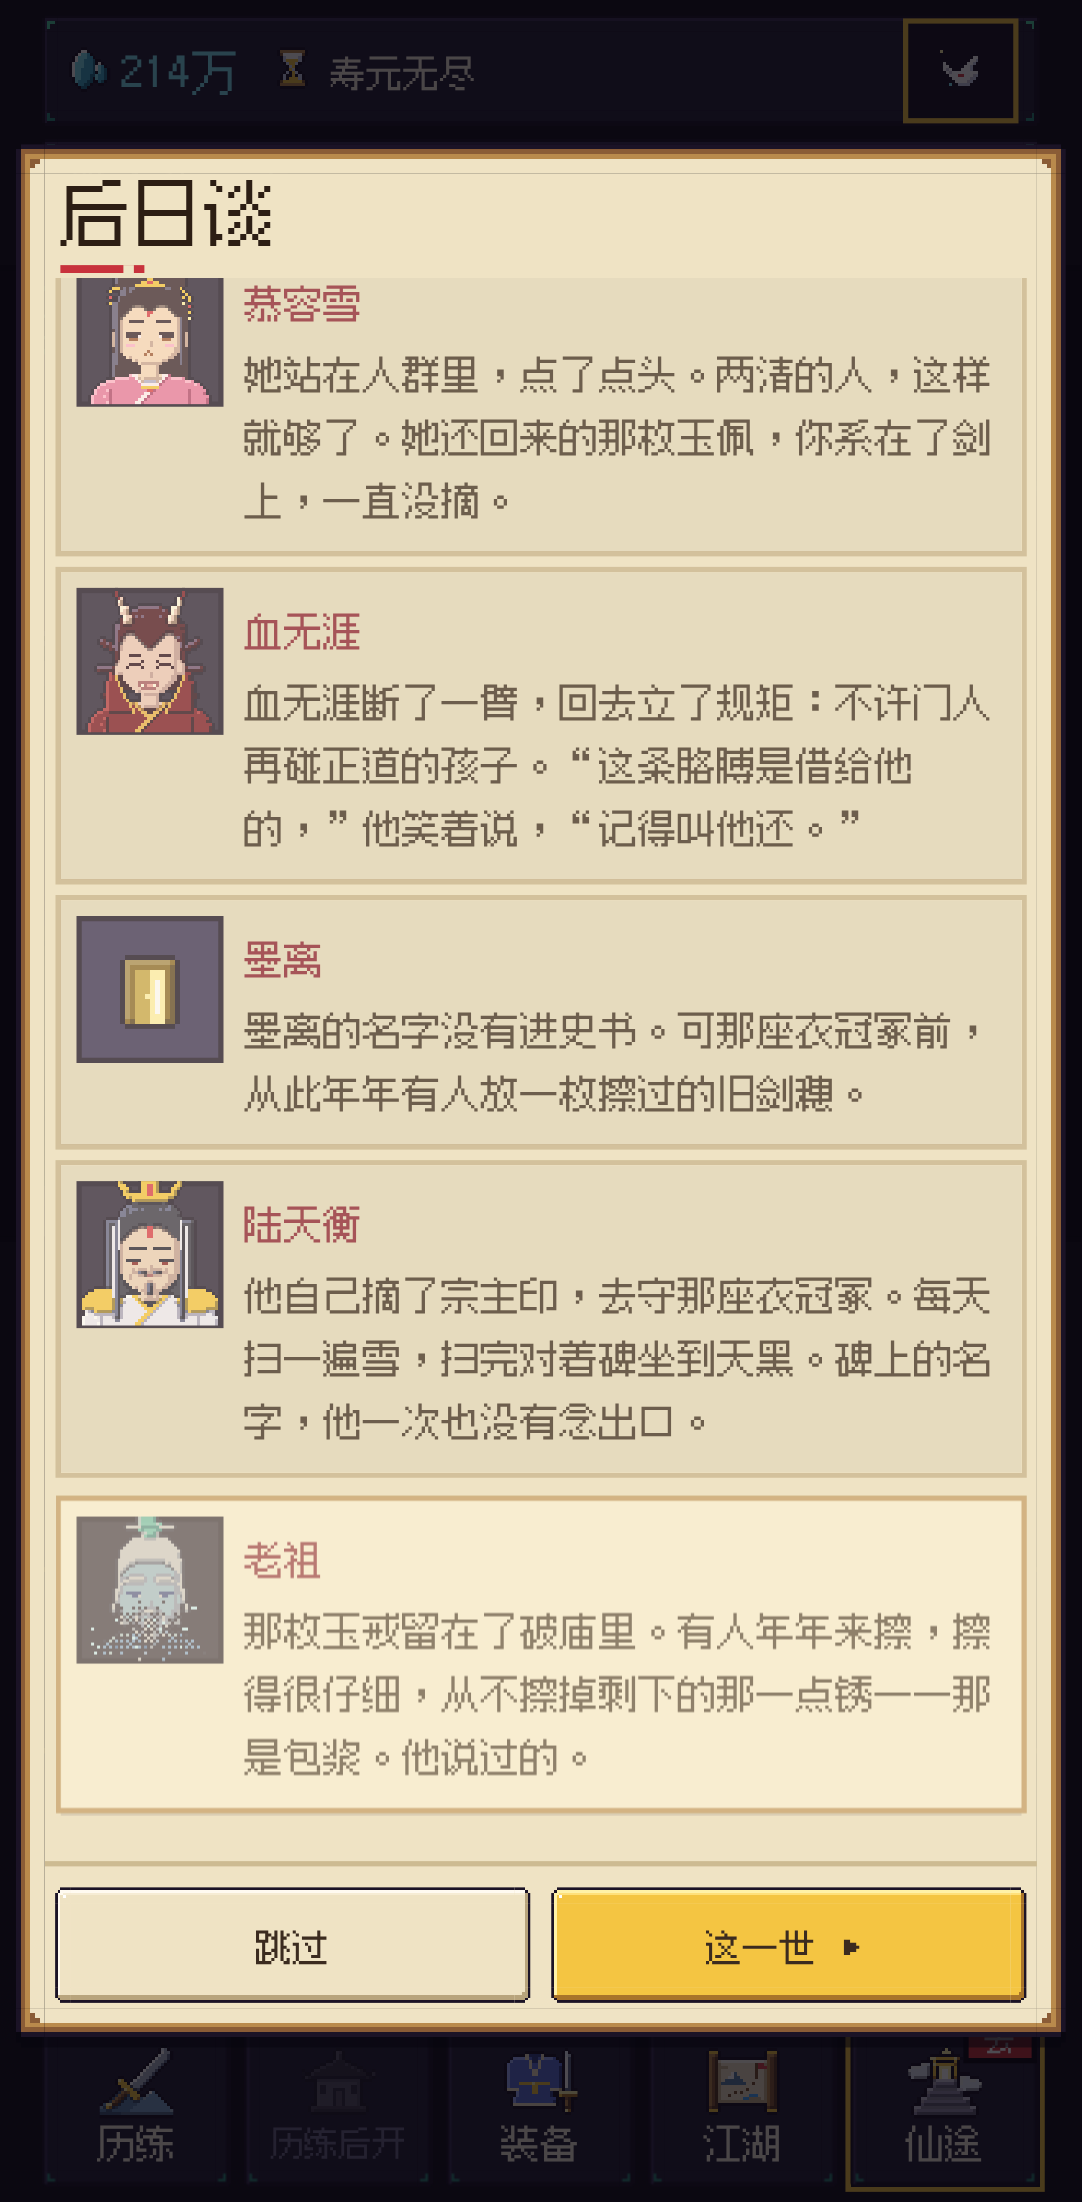 214万
寿元无尽
后日谈
慕容雪
她站在人群里，点了点头。两清的人，这样
就够了。她还回来的那枚玉佩，你系在了剑
上，一直没摘。
血无涯
血无涯断了一臂，回去立了规矩：不许门人
再碰正道的孩子。“这条胳膊是借给他
的，”他笑着说，“记得叫他还。”
墨离
墨离的名字没有进史书。可那座衣冠冢前，
从此年年有人放一枚擦过的旧剑穗。
陆天衡
他自己摘了宗主印，去守那座衣冠冢。每天
扫一遍雪，扫完对着碑坐到天黑。碑上的名
字，他一次也没有念出口。
老祖
那枚玉戒留在了破庙里。有人年年来擦，擦
得很仔细，从不擦掉剩下的那一点锈——那
是包浆。他说过的。
跳过
这一世
历练
历练后开
装备
江湖
仙途